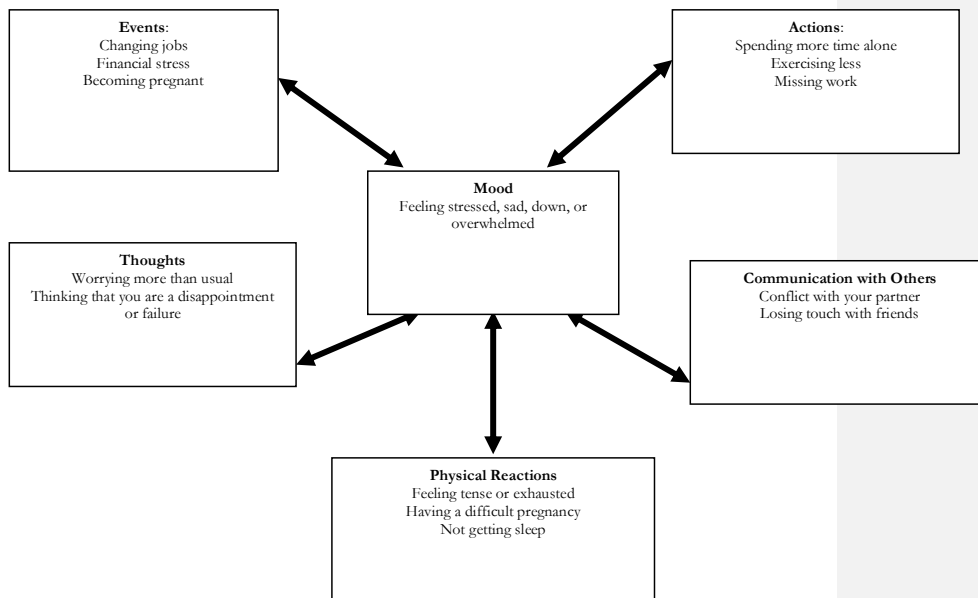 Events:
Changing jobs
Financial stress
Becoming pregnant
Actions:
Spending more time alone
Exercising less
Missing work
Mood
Feeling stressed, sad, down, or
overwhelmed
Thoughts
Worrying more than usual
Thinking that you are a disappointment
or failure
Communication with Others
Conflict with your partner
Losing touch with friends
Physical Reactions
Feeling tense or exhausted
Having a difficult pregnancy
Not getting sleep